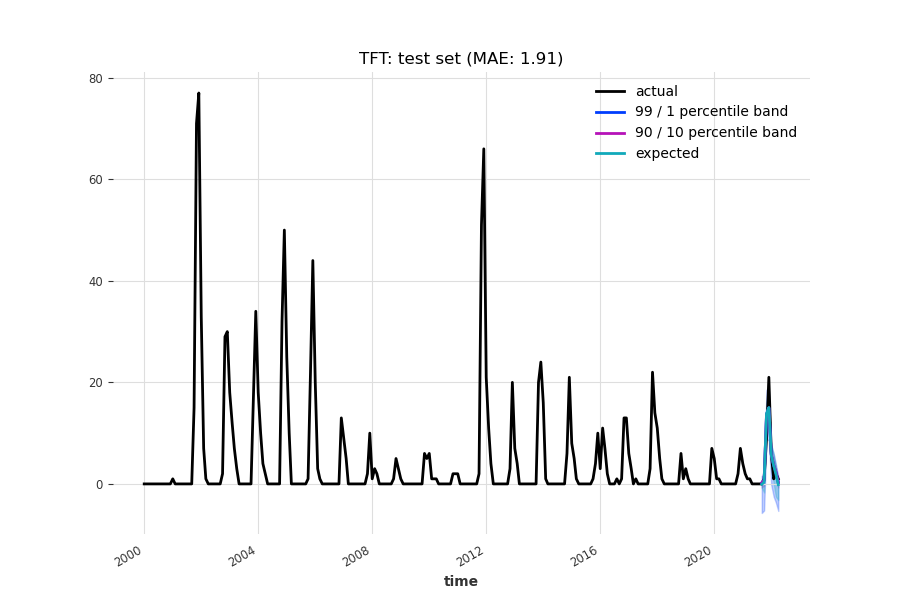 TFT: test set (MAE: 1.91)
80
60
40
20
0
actual
99 / 1 percentile band
90 / 10 percentile band
expected
2000
2004
2008
2012
2016
2020
time